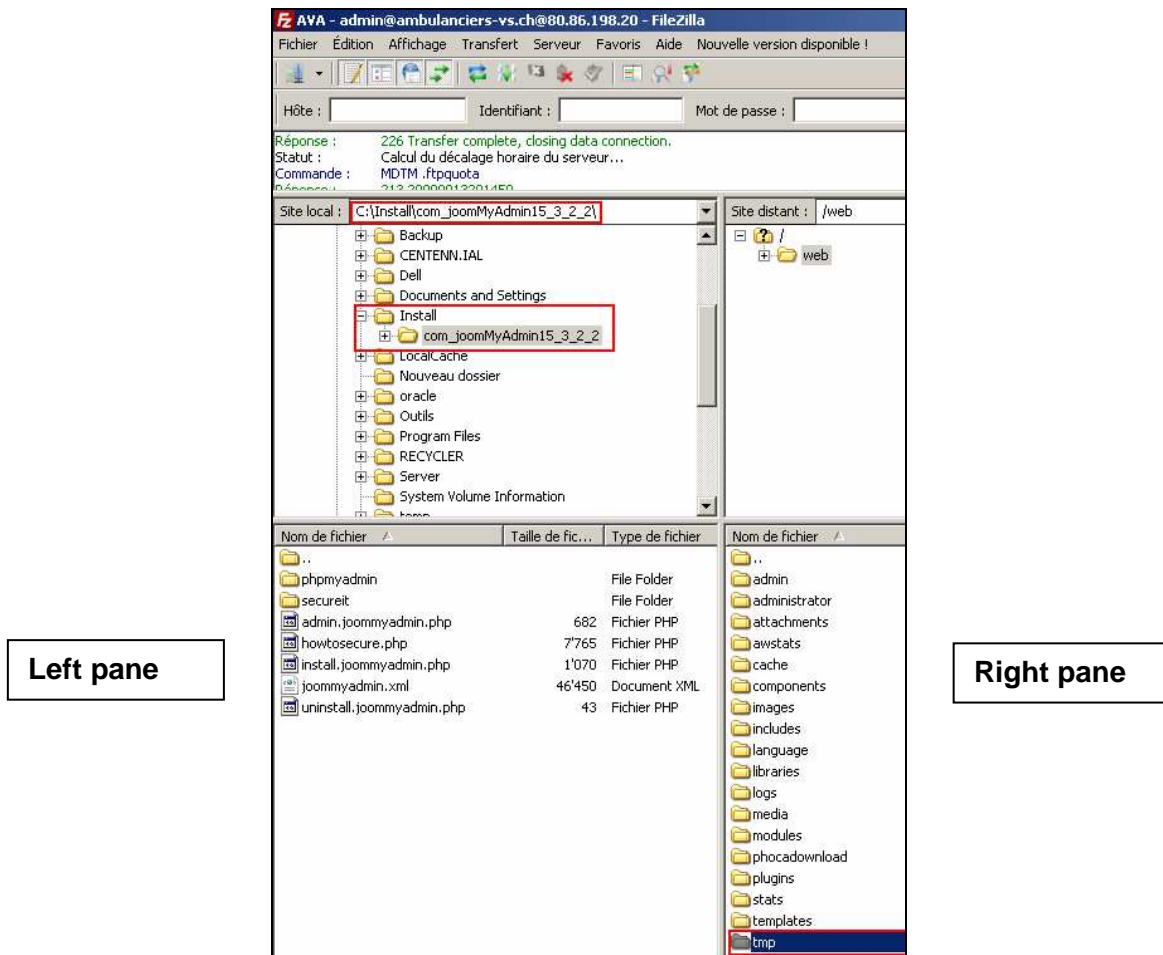 AVA - admin@ambulanciers-vs.ch@80.86.198.20 - FileZilla
Fichier Édition Affichage Transfert Serveur Favoris Aide Nouvelle version disponible !
Hôte : Identifiant : Mot de passe :
Réponse : 226 Transfer complete, closing data connection.
Statut : Calcul du décalage horaire du serveur...
Commande : MDTM .ftpquota
Site local : C:\Install\com_joomMyAdmin15_3_2_2\
Backup
CENTENN.IAL
Dell
Documents and Settings
Install
com_joomMyAdmin15_3_2_2
LocalCache
Nouveau dossier
oracle
Outils
Program Files
RECYCLER
Server
System Volume Information
temp
Site distant : /web
/
web
Nom de fichier Taille de fic... Type de fichier
..
phpmyadmin File Folder
secureit File Folder
admin.joommyadmin.php 682 Fichier PHP
howtosecure.php 7'765 Fichier PHP
install.joommyadmin.php 1'070 Fichier PHP
joommyadmin.xml 46'450 Document XML
uninstall.joommyadmin.php 43 Fichier PHP
Nom de fichier
..
admin
administrator
attachments
awstats
cache
components
images
includes
language
libraries
logs
media
modules
phocadownload
plugins
stats
templates
tmp
Left pane
Right pane